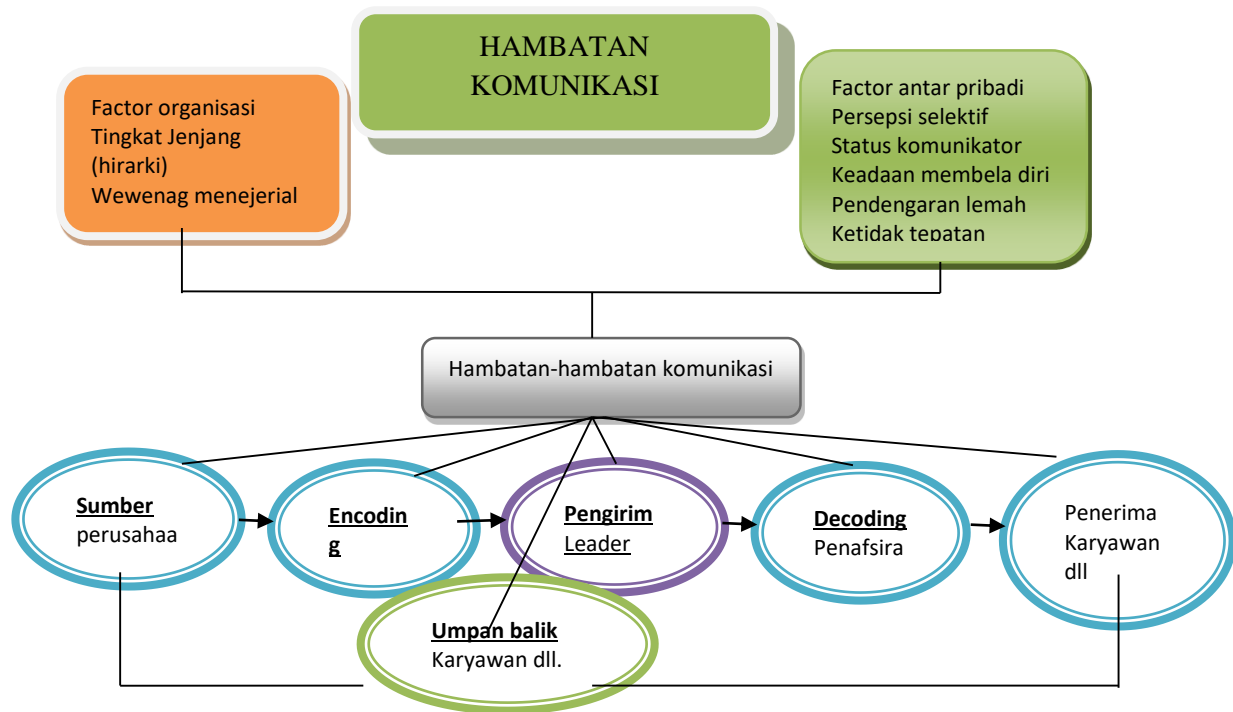 HAMBATAN
KOMUNIKASI
Factor organisasi
Tingkat Jenjang
(hirarki)
Wewenag menejerial
Factor antar pribadi
Persepsi selektif
Status komunikator
Keadaan membela diri
Pendengaran lemah
Ketidak tepatan
Hambatan-hambatan komunikasi
Sumber
perusahaa
Encodin
g
Pengirim
Leader
Decoding
Penafsira
Penerima
Karyawan
dll
Umpan balik
Karyawan dll.